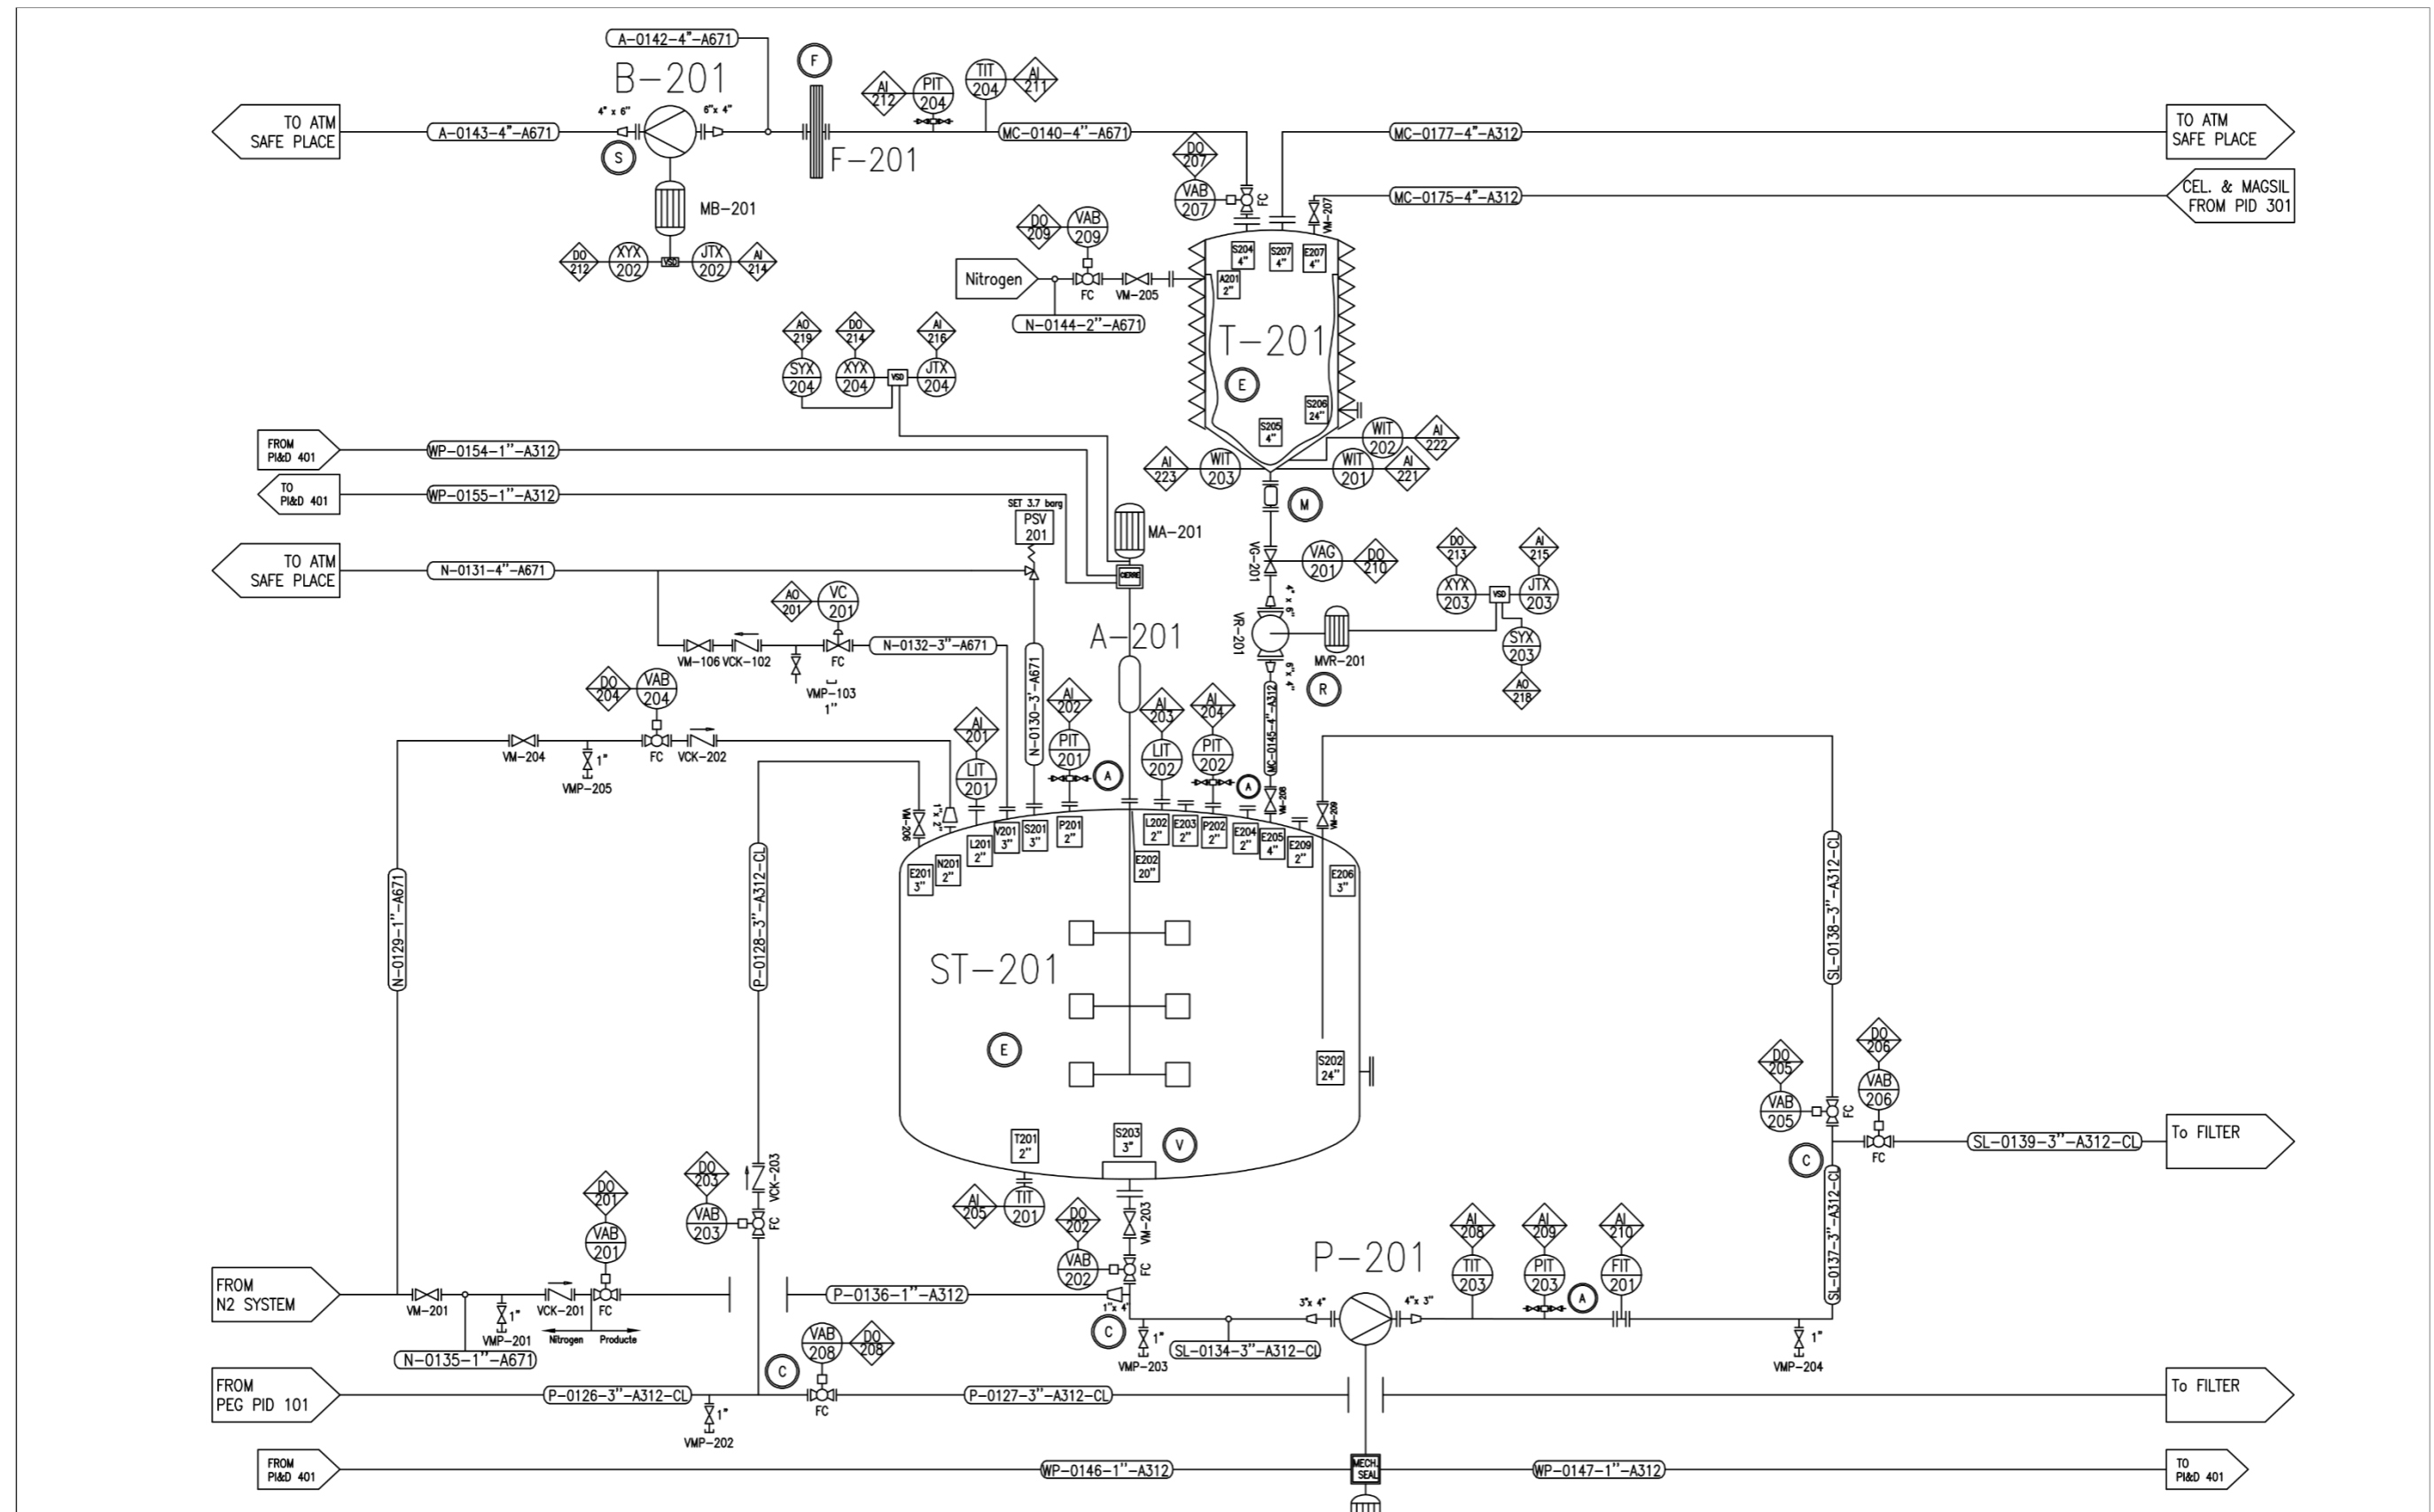 A-0142-4"-A671
B-201
F
AI
212
PIT
204
TIT
204
AI
211
TO ATM
SAFE PLACE
A-0143-4"-A671
4" x 6"
6"x 4"
S
F-201
MC-0140-4"-A671
MC-0177-4"-A312
TO ATM
SAFE PLACE
DO
207
VAB
207
FC
VM-207
MC-0175-4"-A312
CEL. & MAGSIL
FROM PID 301
MB-201
DO
212
XYX
202
VSD
JTX
202
AI
214
DO
209
VAB
209
Nitrogen
FC
VM-205
N-0144-2"-A671
S204
4"
S207
4"
E207
4"
A201
2"
T-201
E
S206
24"
S205
4"
AO
219
DO
214
AI
216
SYX
204
XYX
204
VSD
JTX
204
WIT
202
AI
222
AI
223
WIT
203
WIT
201
AI
221
FROM
PI&D 401
WP-0154-1"-A312
TO
PI&D 401
WP-0155-1"-A312
SET 3.7 barg
PSV
201
MA-201
CIERRE
M
TO ATM
SAFE PLACE
N-0131-4"-A671
VG-201
VAG
201
DO
210
DO
213
AI
215
XYX
203
VSD
JTX
203
SYX
203
AO
218
4" x 6"
VR-201
MVR-201
6"x 4"
R
AO
201
VC
201
VM-106
VCK-102
FC
N-0132-3"-A671
VMP-103
1"
A-201
N-0130-3'-A671
MC-0145-4"-A312
DO
204
VAB
204
VM-204
1"
FC
VCK-202
VMP-205
AI
201
LIT
201
AI
202
PIT
201
A
AI
203
LIT
202
AI
204
PIT
202
A
VM-208
VM-209
VM-206
1"x 2"
E201
3"
N201
2"
L201
2"
V201
3"
S201
3"
P201
2"
E202
20"
L202
2"
E203
2"
P202
2"
E204
2"
E205
4"
E209
2"
E206
3"
N-0129-1"-A671
P-0128-3"-A312-CL
SL-0138-3"-A312-CL
ST-201
E
S202
24"
T201
2"
S203
3"
V
DO
205
VAB
205
FC
DO
206
VAB
206
FC
C
SL-0139-3"-A312-CL
To FILTER
SL-0137-3"-A312-CL
AI
205
TIT
201
VM-203
DO
202
VAB
202
FC
DO
203
VAB
203
FC
VCK-203
DO
201
VAB
201
FROM
N2 SYSTEM
VM-201
1"
VMP-201
VCK-201
FC
Nitrogen
Producte
N-0135-1"-A671
P-0136-1"-A312
1"x 4"
C
1"
VMP-203
SL-0134-3"-A312-CL
P-201
3"x 4"
4"x 3"
AI
208
TIT
203
AI
209
PIT
203
A
AI
210
FIT
201
1"
VMP-204
VAB
208
DO
208
C
FC
FROM
PEG PID 101
P-0126-3"-A312-CL
1"
VMP-202
P-0127-3"-A312-CL
To FILTER
FROM
PI&D 401
WP-0146-1"-A312
MECH.
SEAL
WP-0147-1"-A312
TO
PI&D 401